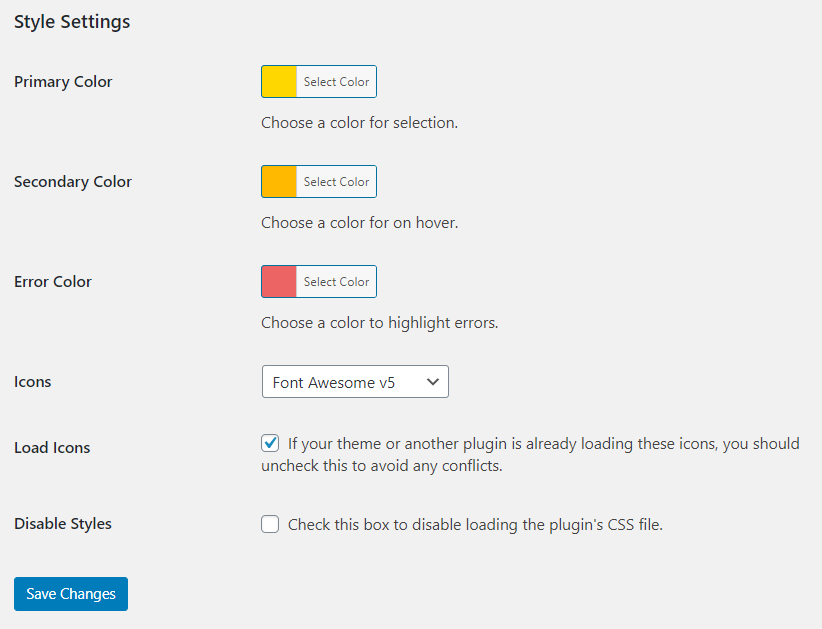 Style Settings
Primary Color
Select Color
Choose a color for selection.
Secondary Color
Select Color
Choose a color for on hover.
Error Color
Select Color
Choose a color to highlight errors.
Icons
Font Awesome v5
Load Icons
If your theme or another plugin is already loading these icons, you should
uncheck this to avoid any conflicts.
Disable Styles
Check this box to disable loading the plugin's CSS file.
Save Changes